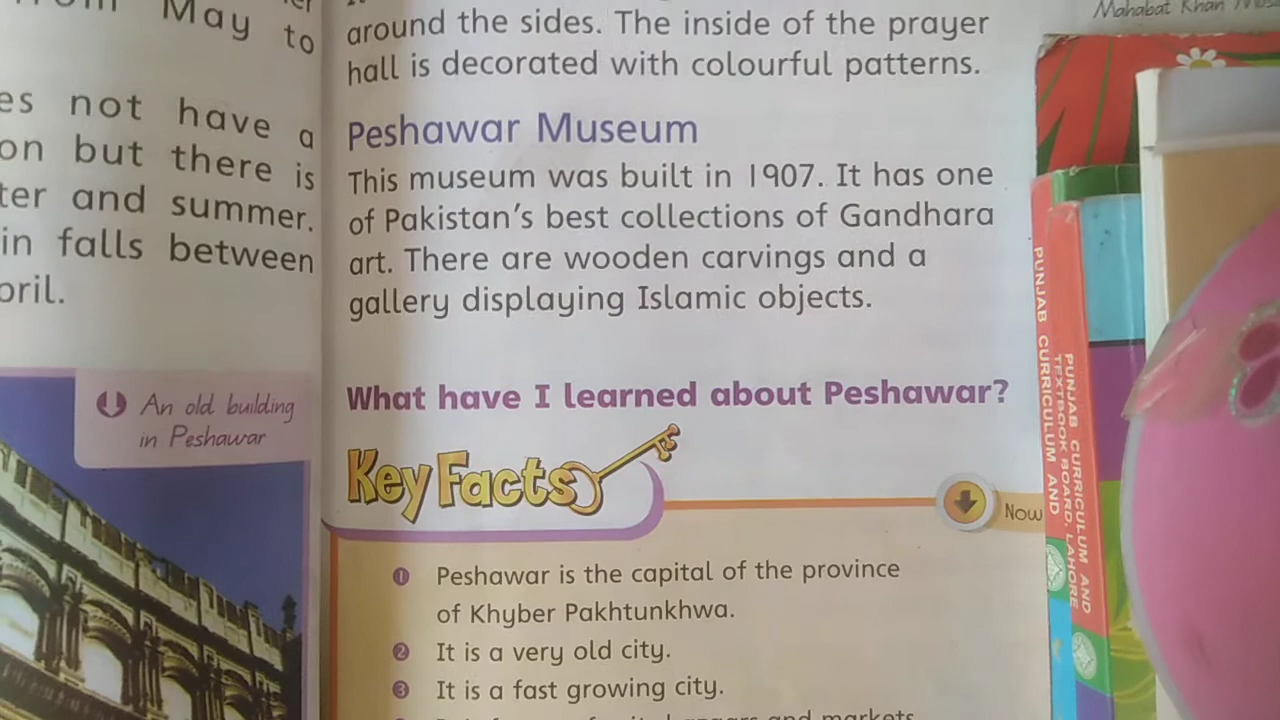 May to
not have a
but there is
and summer.
in falls between
An old building
in Peshawar
Mahabat Khan
around the sides. The inside of the prayer
hall is decorated with colourful patterns.
Peshawar Museum
This museum was built in 1907. It has one
of Pakistan's best collections of Gandhara
art. There are wooden carvings and a
gallery displaying Islamic objects.
What have I learned about Peshawar?
Key Facts
Now
1 Peshawar is the capital of the province
of Khyber Pakhtunkhwa.
2 It is a very old city.
3 It is a fast growing city.
and markets
PUNJAB CURRICULUM AND
PUNJAB CURRICULUM AND
TEXTBOOK BOARD, LAHORE